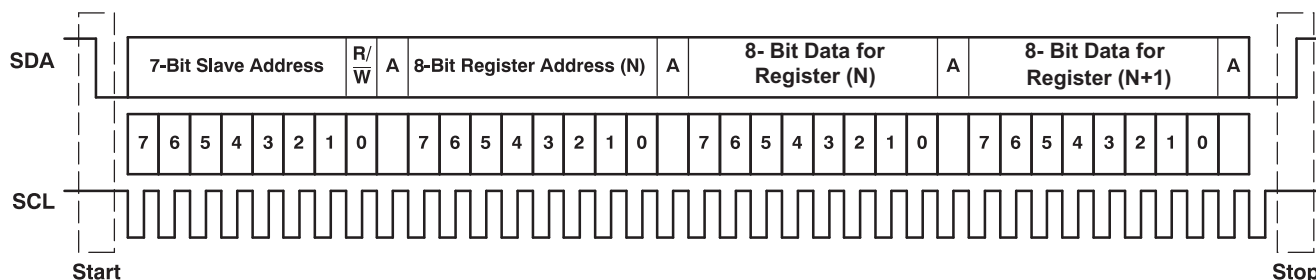 SDA
7-Bit Slave Address
R/
W
A
8-Bit Register Address (N)
A
8- Bit Data for
Register (N)
A
8- Bit Data for
Register (N+1)
A
7 6 5 4 3 2 1 0 7 6 5 4 3 2 1 0 7 6 5 4 3 2 1 0 7 6 5 4 3 2 1 0
SCL
Start
Stop